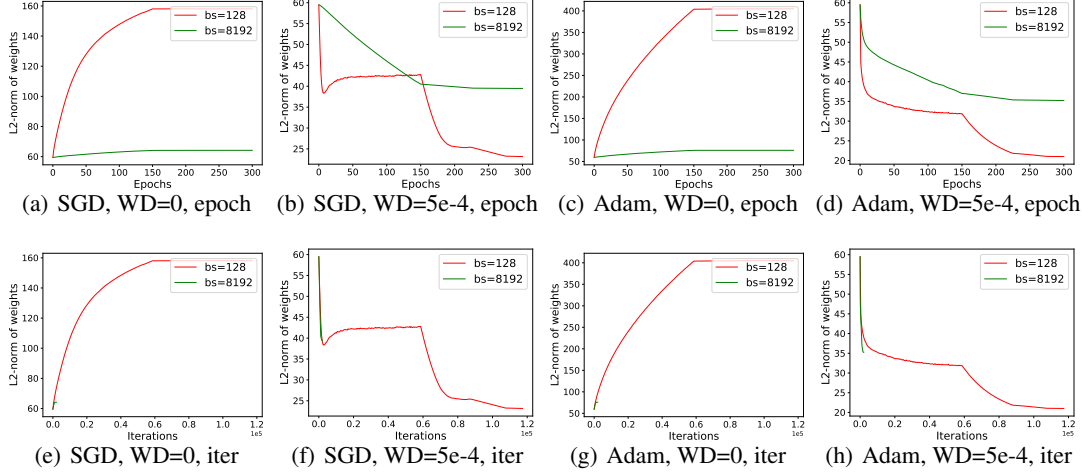 L2-norm of weights
160
140
120
100
80
60
bs=128
bs=8192
0 50 100 150 200 250 300
Epochs
(a) SGD, WD=0, epoch
L2-norm of weights
60
55
50
45
40
35
30
25
bs=128
bs=8192
0 50 100 150 200 250 300
Epochs
(b) SGD, WD=5e-4, epoch
L2-norm of weights
400
350
300
250
200
150
100
50
bs=128
bs=8192
0 50 100 150 200 250 300
Epochs
(c) Adam, WD=0, epoch
L2-norm of weights
60
55
50
45
40
35
30
25
20
bs=128
bs=8192
0 50 100 150 200 250 300
Epochs
(d) Adam, WD=5e-4, epoch
L2-norm of weights
160
140
120
100
80
60
bs=128
bs=8192
0.0 0.2 0.4 0.6 0.8 1.0 1.2
Iterations
1e5
(e) SGD, WD=0, iter
L2-norm of weights
60
55
50
45
40
35
30
25
bs=128
bs=8192
0.0 0.2 0.4 0.6 0.8 1.0 1.2
Iterations
1e5
(f) SGD, WD=5e-4, iter
L2-norm of weights
400
350
300
250
200
150
100
50
bs=128
bs=8192
0.0 0.2 0.4 0.6 0.8 1.0 1.2
Iterations
1e5
(g) Adam, WD=0, iter
L2-norm of weights
60
55
50
45
40
35
30
25
20
bs=128
bs=8192
0.0 0.2 0.4 0.6 0.8 1.0 1.2
Iterations
1e5
(h) Adam, WD=5e-4, iter